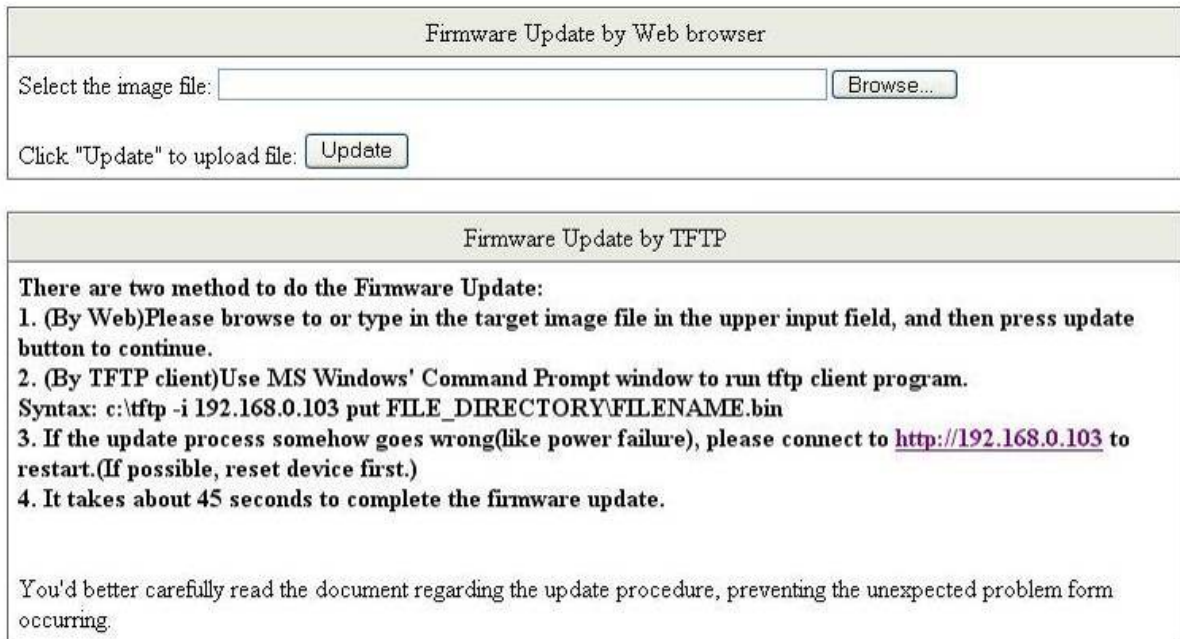 Firmware Update by Web browser
Select the image file: Browse...
Click "Update" to upload file: Update
Firmware Update by TFTP
There are two method to do the Firmware Update:
1. (By Web)Please browse to or type in the target image file in the upper input field, and then press update
button to continue.
2. (By TFTP client)Use MS Windows' Command Prompt window to run tftp client program.
Syntax: c:\tftp -i 192.168.0.103 put FILE_DIRECTORY\FILENAME.bin
3. If the update process somehow goes wrong(like power failure), please connect to http://192.168.0.103 to
restart.(If possible, reset device first.)
4. It takes about 45 seconds to complete the firmware update.
You'd better carefully read the document regarding the update procedure, preventing the unexpected problem form
occurring.